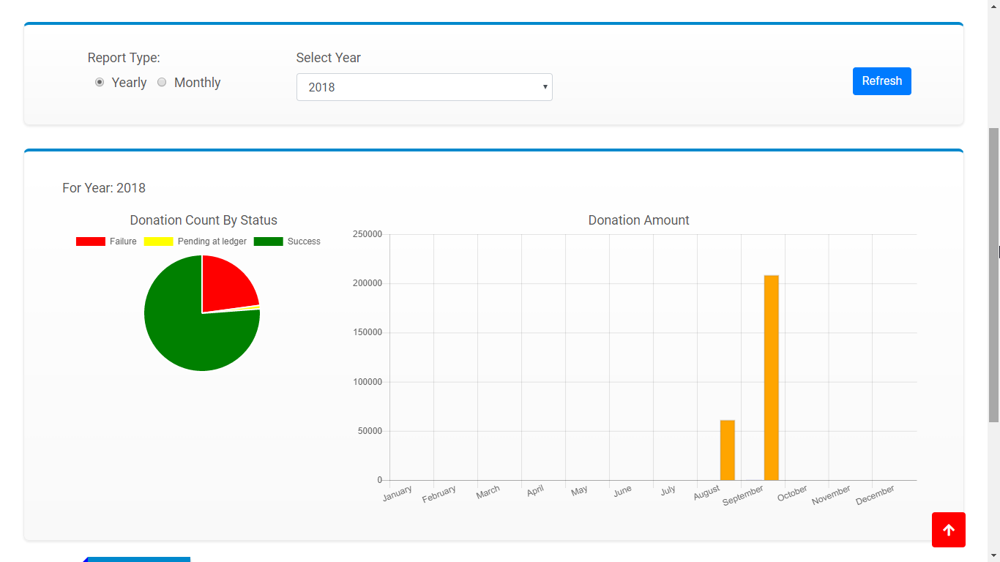 Report Type:
Select Year
Yearly Monthly
2018
Refresh
For Year: 2018
Donation Count By Status
Failure Pending at ledger Success
Donation Amount
250000
200000
150000
100000
50000
0
January February March April May June July August September October November December